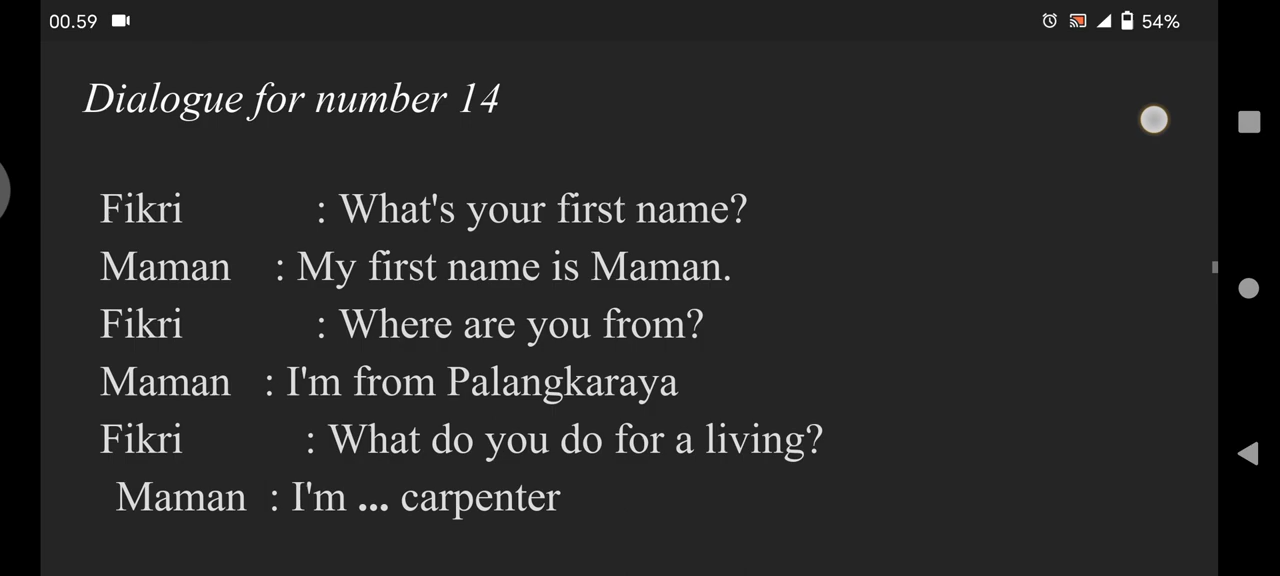 00.59 54%
Dialogue for number 14
Fikri : What's your first name?
Maman : My first name is Maman.
Fikri : Where are you from?
Maman : I'm from Palangkaraya
Fikri : What do you do for a living?
Maman : I'm ... carpenter